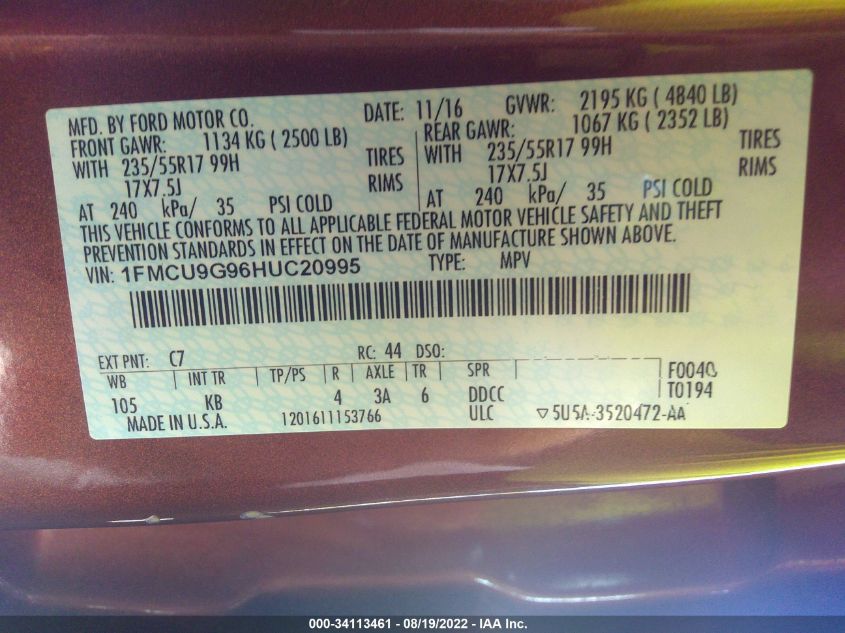 MFD. BY FORD MOTOR CO. DATE: 11/16 GVWR: 2195 KG ( 4840 LB)
FRONT GAWR: 1134 KG ( 2500 LB) REAR GAWR: 1067 KG ( 2352 LB)
WITH 235/55R17 99H TIRES WITH 235/55R17 99H TIRES
17X7.5J RIMS 17X7.5J RIMS
AT 240 kPa/ 35 PSI COLD AT 240 kPa/ 35 PSI COLD
THIS VEHICLE CONFORMS TO ALL APPLICABLE FEDERAL MOTOR VEHICLE SAFETY AND THEFT
PREVENTION STANDARDS IN EFFECT ON THE DATE OF MANUFACTURE SHOWN ABOVE.
VIN: 1FMCU9G96HUC20995 TYPE: MPV
EXT PNT: C7 RC: 44 DSO:
WB INT TR TP/PS R AXLE TR SPR F0040
105 KB 4 3A 6 DDCC T0194
MADE IN U.S.A. 1201611153766 ULC ▽5U5A-3520472-AA
000-34113461 - 08/19/2022 - IAA Inc.